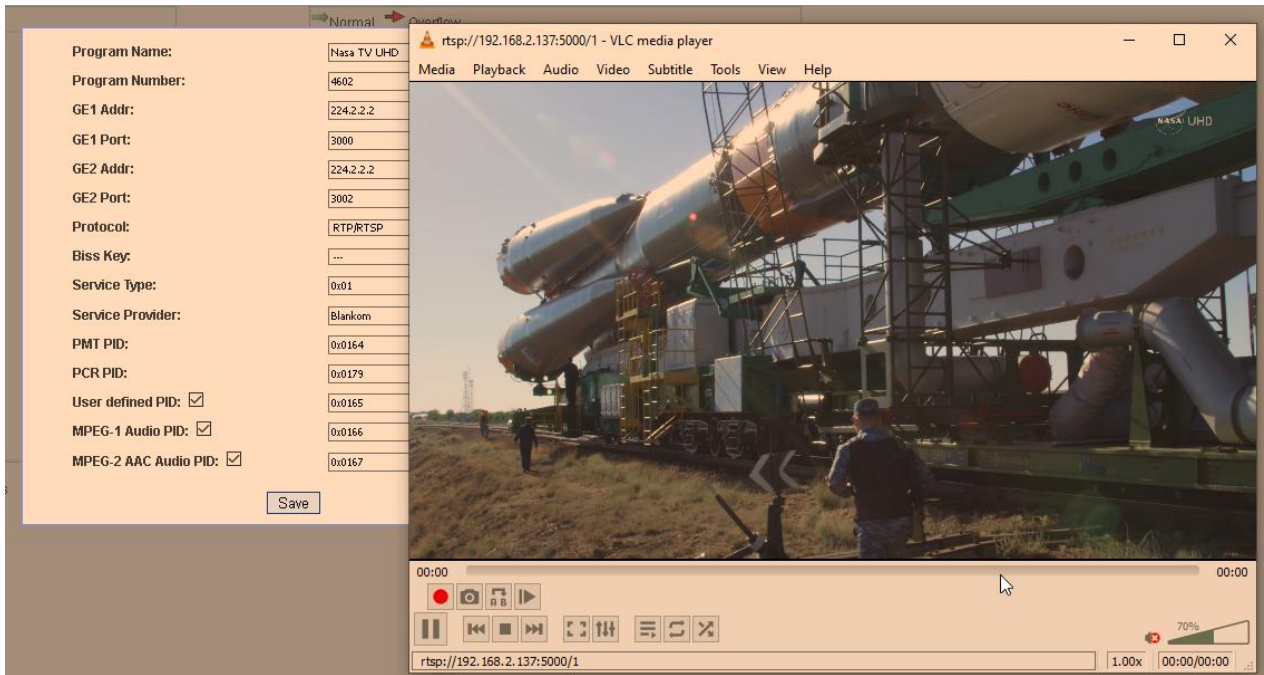 Normal Overflow
Program Name: Nasa TV UHD
Program Number: 4602
GE1 Addr: 224.2.2.2
GE1 Port: 3000
GE2 Addr: 224.2.2.2
GE2 Port: 3002
Protocol: RTP/RTSP
Biss Key: ---
Service Type: 0x01
Service Provider: Blankom
PMT PID: 0x0164
PCR PID: 0x0179
User defined PID: 0x0165
MPEG-1 Audio PID: 0x0166
MPEG-2 AAC Audio PID: 0x0167
Save
rtsp://192.168.2.137:5000/1 - VLC media player
Media Playback Audio Video Subtitle Tools View Help
NASA UHD
00:00 00:00
A B
70%
rtsp://192.168.2.137:5000/1 1.00x 00:00/00:00